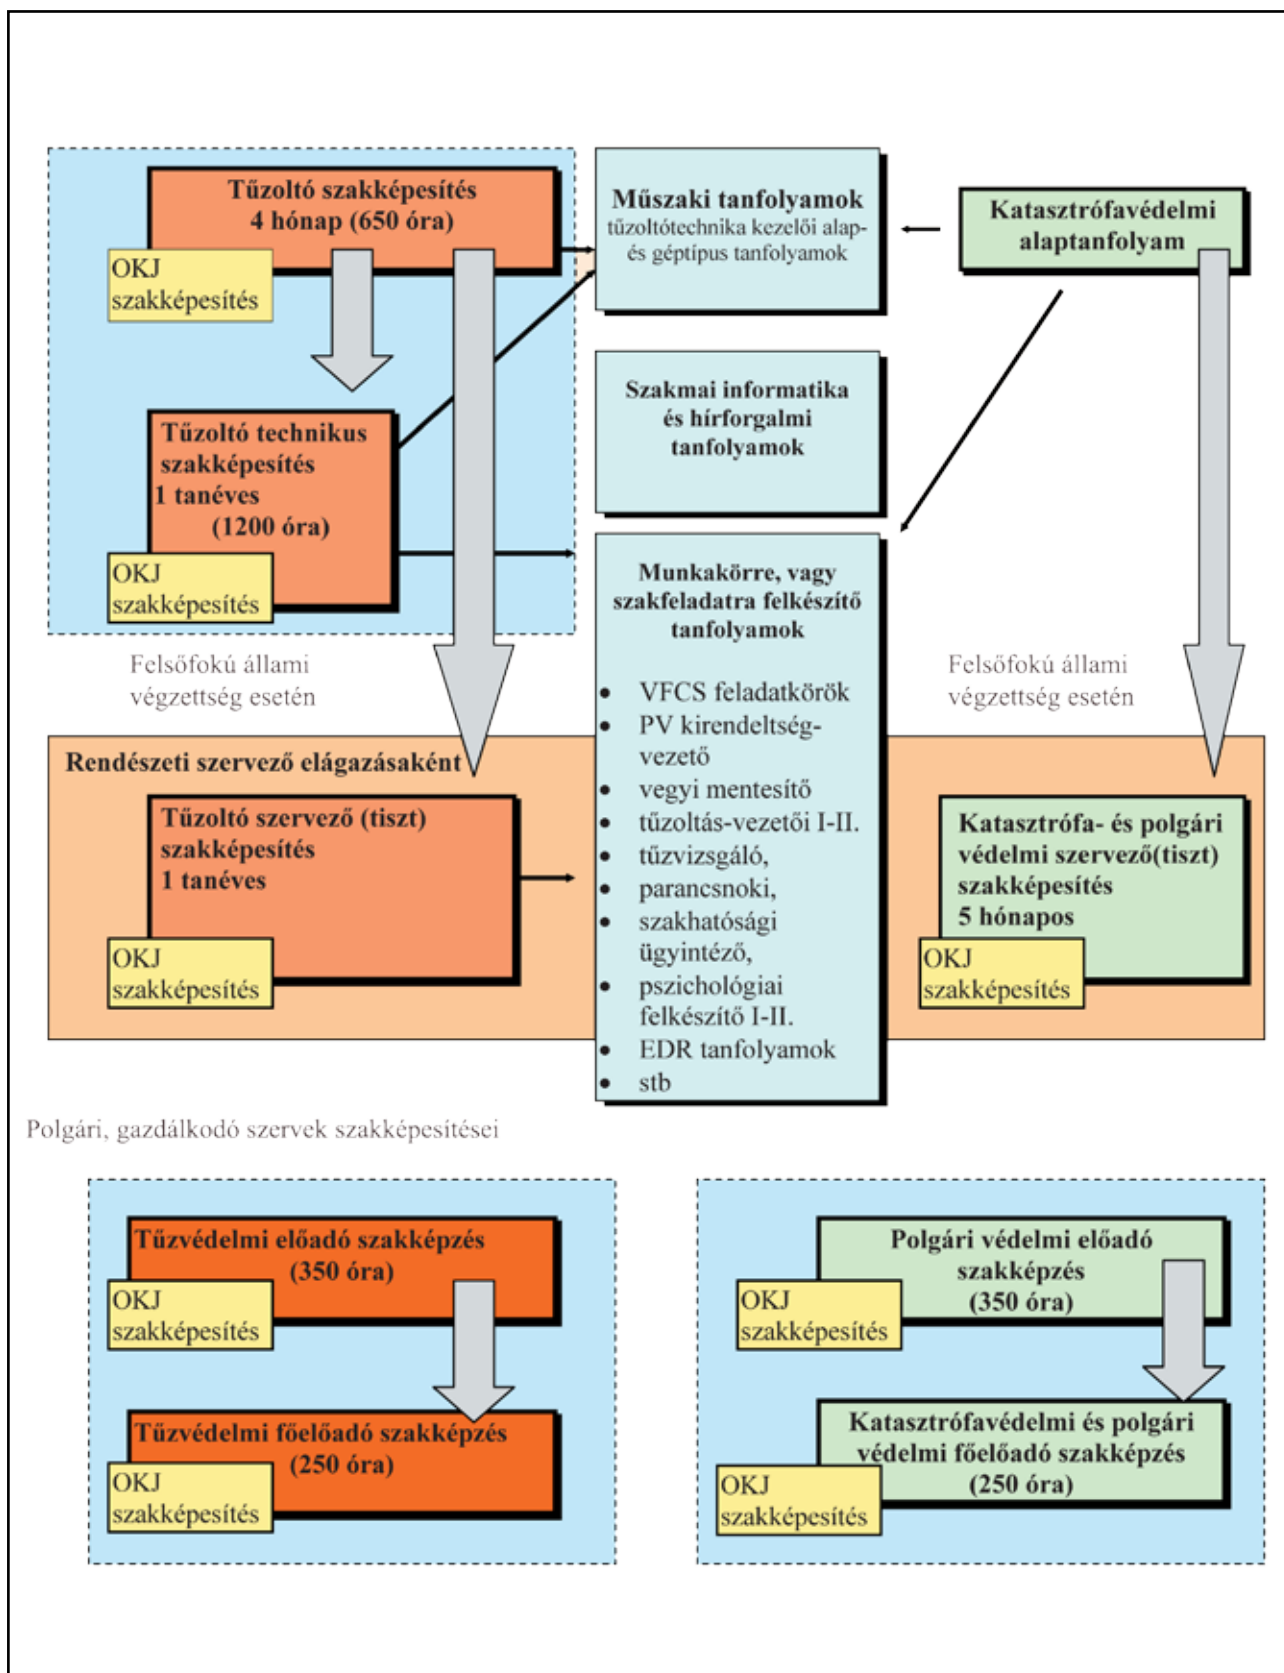 Tűzoltó szakképesítés
4 hónap (650 óra)
OKJ
szakképesítés
Műszaki tanfolyamok
tűzoltótechnika kezelői alap-
és géptípus tanfolyamok
Katasztrófavédelmi
alaptanfolyam
Szakmai informatika
és hírforgalmi
tanfolyamok
Tűzoltó technikus
szakképesítés
1 tanéves
(1200 óra)
OKJ
szakképesítés
Felsőfokú állami
végzettség esetén
Munkakörre, vagy
szakfeladatra felkészítő
tanfolyamok
• VFCS feladatkörök
• PV kirendeltség-
vezető
• vegyi mentesítő
• tűzoltás-vezetői I-II.
• tűzvizsgáló,
• parancsnoki,
• szakhatósági
ügyintéző,
• pszichológiai
felkészítő I-II.
• EDR tanfolyamok
• stb
Felsőfokú állami
végzettség esetén
Rendészeti szervező elágazásaként
Tűzoltó szervező (tiszt)
szakképesítés
1 tanéves
OKJ
szakképesítés
Katasztrófa- és polgári
védelmi szervező(tiszt)
szakképesítés
5 hónapos
OKJ
szakképesítés
Polgári, gazdálkodó szervek szakképesítései
Tűzvédelmi előadó szakképzés
(350 óra)
OKJ
szakképesítés
Tűzvédelmi főelőadó szakképzés
(250 óra)
OKJ
szakképesítés
Polgári védelmi előadó
szakképzés
(350 óra)
OKJ
szakképesítés
Katasztrófavédelmi és polgári
védelmi főelőadó szakképzés
(250 óra)
OKJ
szakképesítés